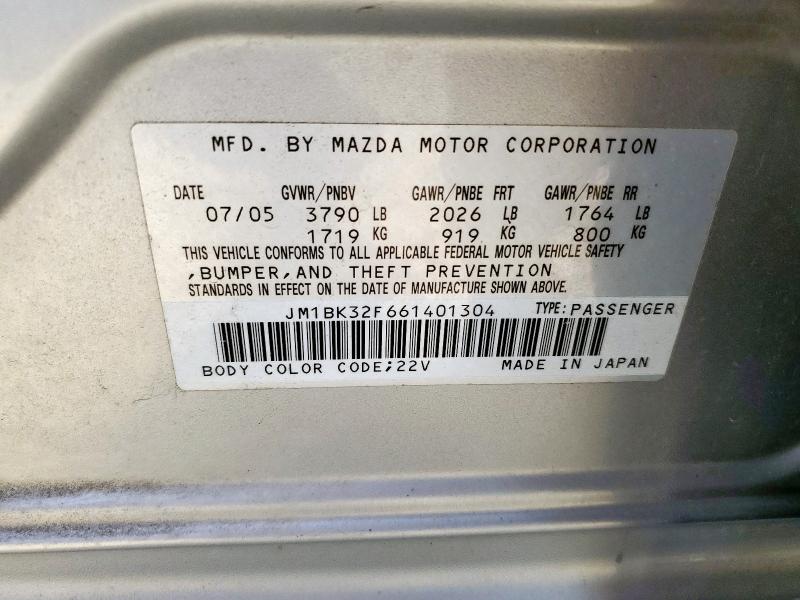 MFD. BY MAZDA MOTOR CORPORATION
DATE GVWR/PNBV GAWR/PNBE FRT GAWR/PNBE RR
07/05 3790 LB 2026 LB 1764 LB
1719 KG 919 KG 800 KG
THIS VEHICLE CONFORMS TO ALL APPLICABLE FEDERAL MOTOR VEHICLE SAFETY
,BUMPER,AND THEFT PREVENTION
STANDARDS IN EFFECT ON THE DATE OF MANUFACTURE SHOWN ABOVE.
JM1BK32F661401304 TYPE:PASSENGER
BODY COLOR CODE;22V MADE IN JAPAN